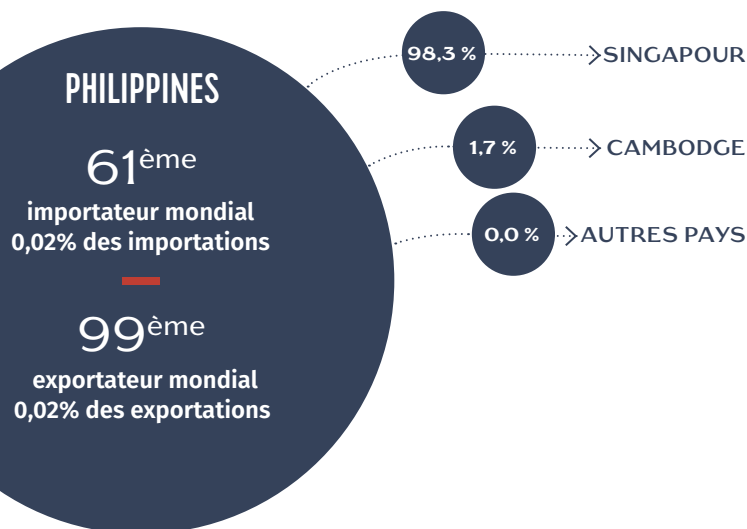 PHILIPPINES
61ème
importateur mondial
0,02% des importations
99ème
exportateur mondial
0,02% des exportations
98,3 % SINGAPOUR
1,7 % CAMBODGE
0,0 % AUTRES PAYS